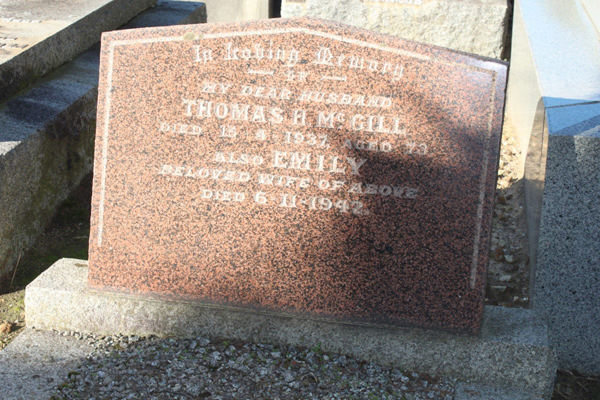 In Loving Memory
OF
MY DEAR HUSBAND
THOMAS H. McGILL
DIED 15·4·1937, AGED 73
ALSO EMILY
BELOVED WIFE OF ABOVE
DIED 6·11·1942.